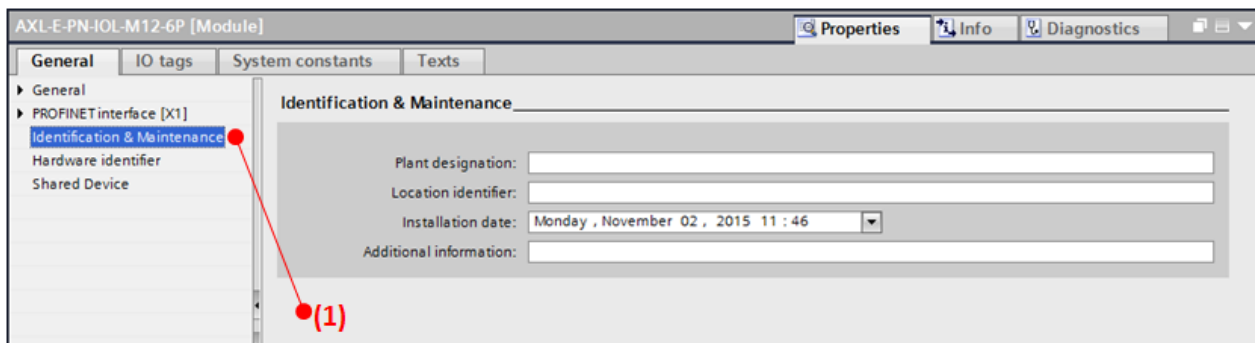 AXL-E-PN-IOL-M12-6P [Module]
Properties
Info
Diagnostics
General
IO tags
System constants
Texts
General
PROFINET interface [X1]
Identification & Maintenance
Hardware identifier
Shared Device
Identification & Maintenance
Plant designation:
Location identifier:
Installation date: Monday , November 02 , 2015 11 : 46
Additional information:
(1)